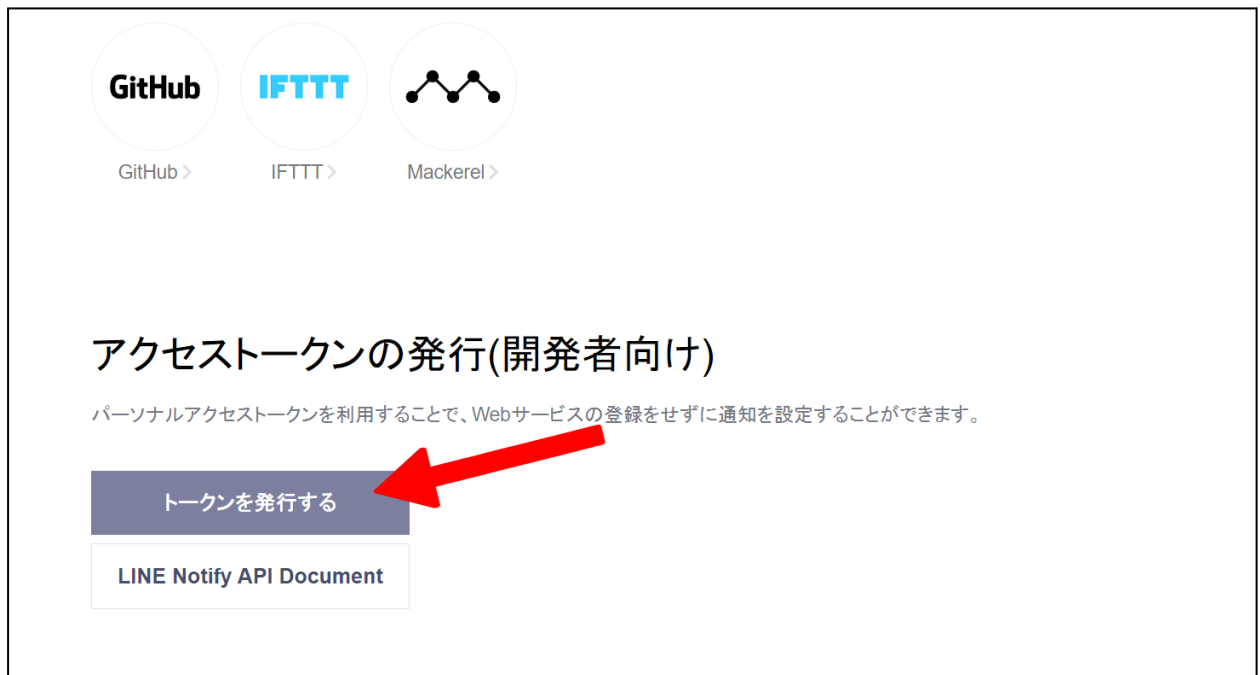 GitHub IFTTT
GitHub IFTTT Mackerel
アクセストークンの発行(開発者向け)
パーソナルアクセストークンを利用することで、Webサービスの登録をせずに通知を設定することができます。
トークンを発行する
LINE Notify API Document